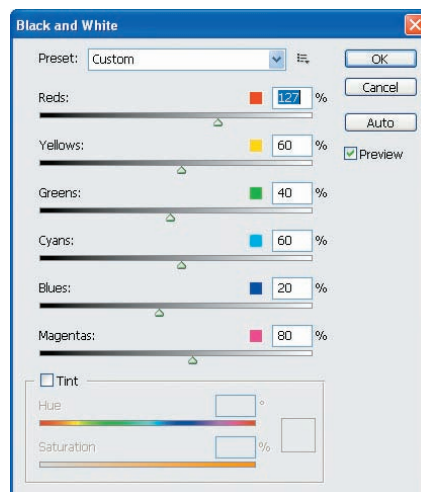 Black and White
Preset: Custom
OK
Cancel
Auto
Preview
Reds: 127 %
Yellows: 60 %
Greens: 40 %
Cyans: 60 %
Blues: 20 %
Magentas: 80 %
Tint
Hue °
Saturation %